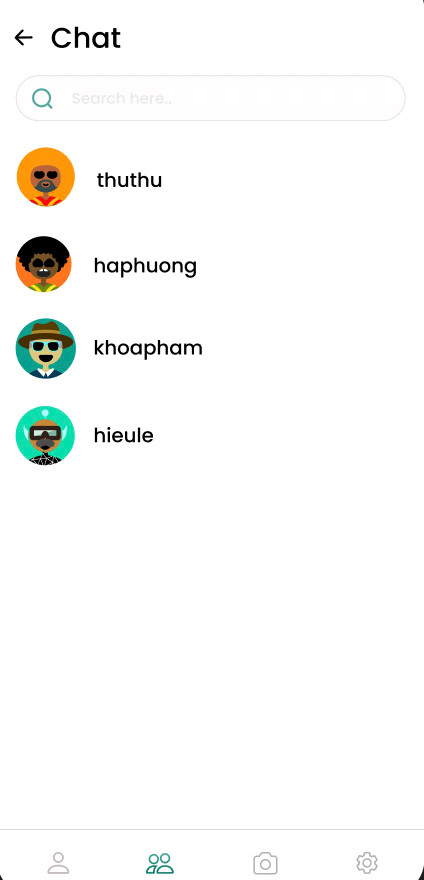 Chat
Search here..
thuthu
haphuong
khoapham
hieule